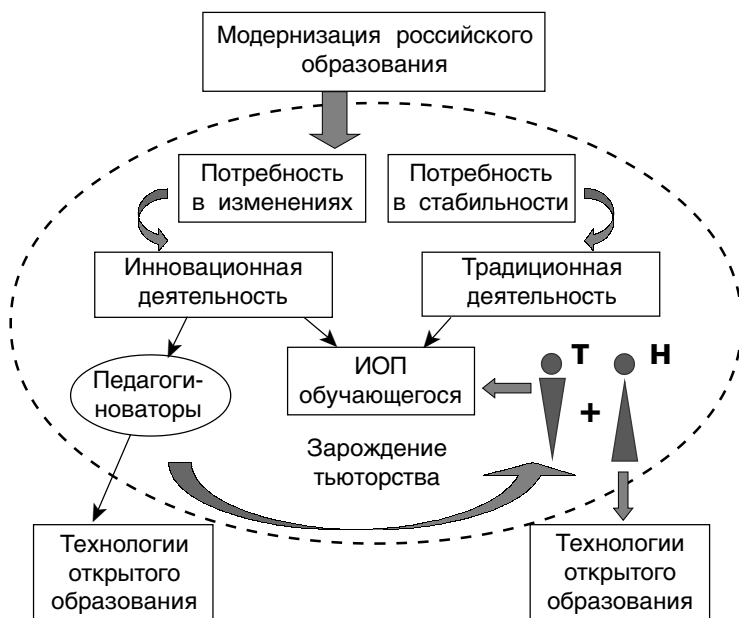 Модернизация российского
образования
Потребность
в изменениях
Потребность
в стабильности
Инновационная
деятельность
Традиционная
деятельность
Педагоги-
новаторы
ИОП
обучающегося
Т
Н
+
Зарождение
тьюторства
Технологии
открытого
образования
Технологии
открытого
образования